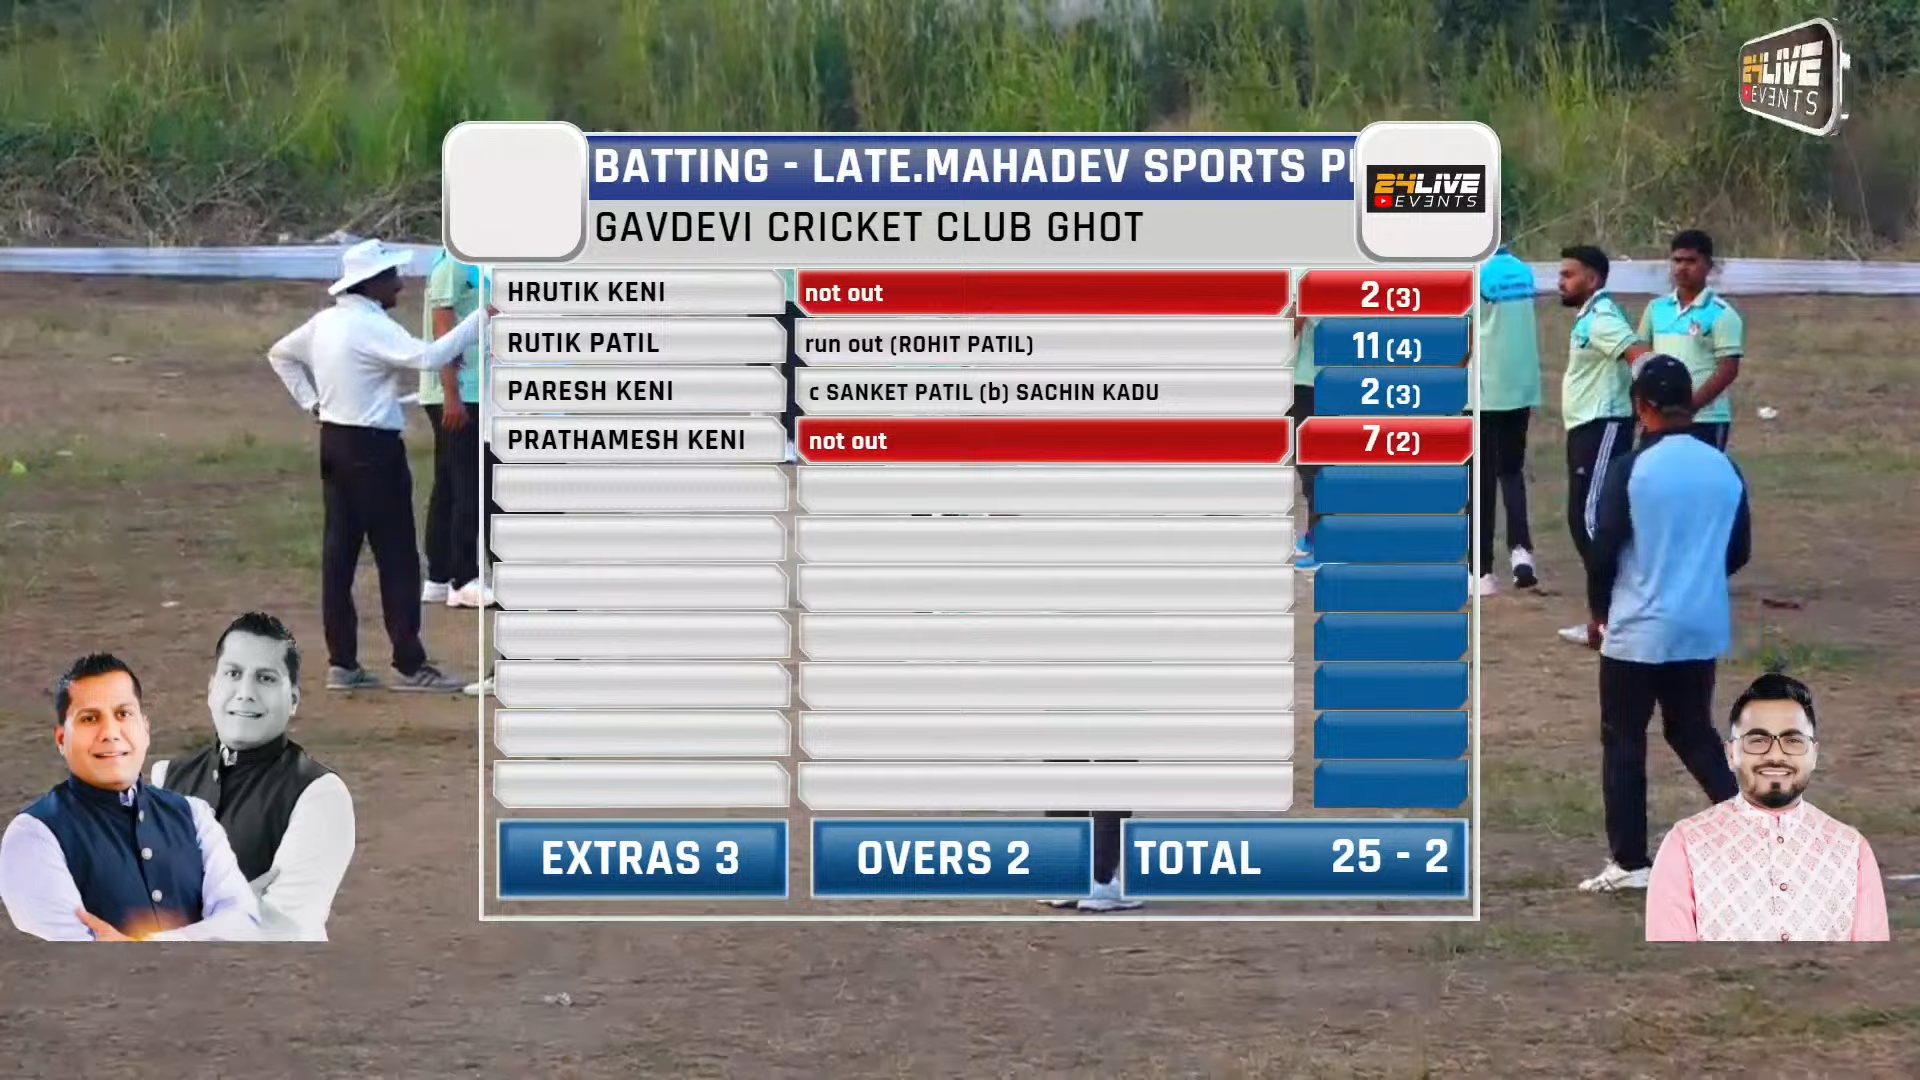 24LIVE
EVENTS
BATTING - LATE.MAHADEV SPORTS
GAVDEVI CRICKET CLUB GHOT
24LIVE
EVENTS
HRUTIK KENI not out 2 (3)
RUTIK PATIL run out (ROHIT PATIL) 11 (4)
PARESH KENI c SANKET PATIL (b) SACHIN KADU 2 (3)
PRATHAMESH KENI not out 7 (2)
EXTRAS 3 OVERS 2 TOTAL 25 - 2